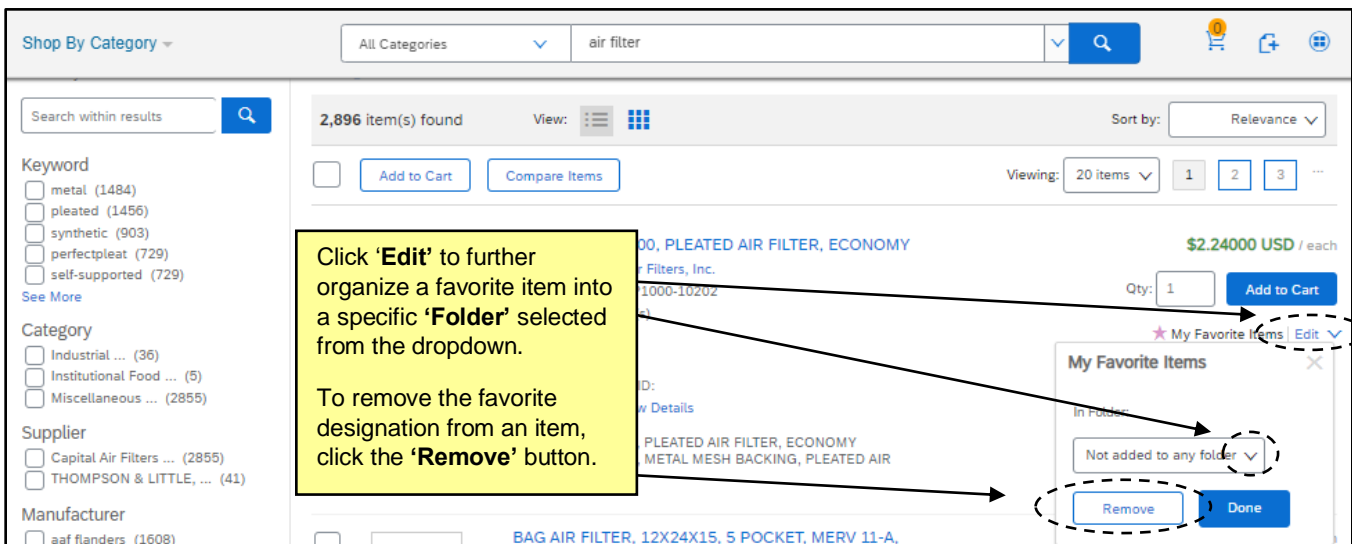 Shop By Category
All Categories
air filter
0
Search within results
2,896 item(s) found
View:
Sort by:
Relevance
Add to Cart
Compare Items
Viewing:
20 items
1
2
3
...
Keyword
metal (1484)
pleated (1456)
synthetic (903)
perfectpleat (729)
self-supported (729)
See More
Category
Industrial ... (36)
Institutional Food ... (5)
Miscellaneous ... (2855)
Supplier
Capital Air Filters ... (2855)
THOMPSON & LITTLE, ... (41)
Manufacturer
aaf flanders (1608)
Click ‘Edit’ to further
organize a favorite item into
a specific ‘Folder’ selected
from the dropdown.
To remove the favorite
designation from an item,
click the ‘Remove’ button.
00, PLEATED AIR FILTER, ECONOMY
r Filters, Inc.
1000-10202
s)
ID:
w Details
, PLEATED AIR FILTER, ECONOMY
, METAL MESH BACKING, PLEATED AIR
$2.24000 USD / each
Qty: 1
Add to Cart
My Favorite Items | Edit
My Favorite Items
In Folder:
Not added to any folder
Remove
Done
BAG AIR FILTER, 12X24X15, 5 POCKET, MERV 11-A,